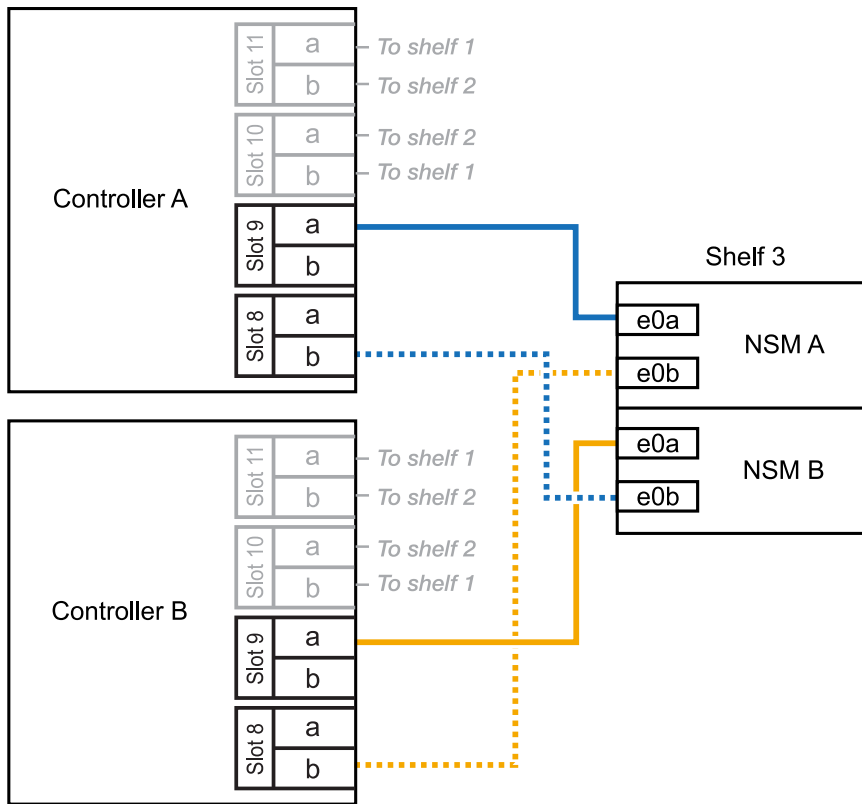 Controller A
Slot 11
a
To shelf 1
b
To shelf 2
Slot 10
a
To shelf 2
b
To shelf 1
Slot 9
a
b
Slot 8
a
b
Controller B
Slot 11
a
To shelf 1
b
To shelf 2
Slot 10
a
To shelf 2
b
To shelf 1
Slot 9
a
b
Slot 8
a
b
Shelf 3
e0a
NSM A
e0b
e0a
NSM B
e0b